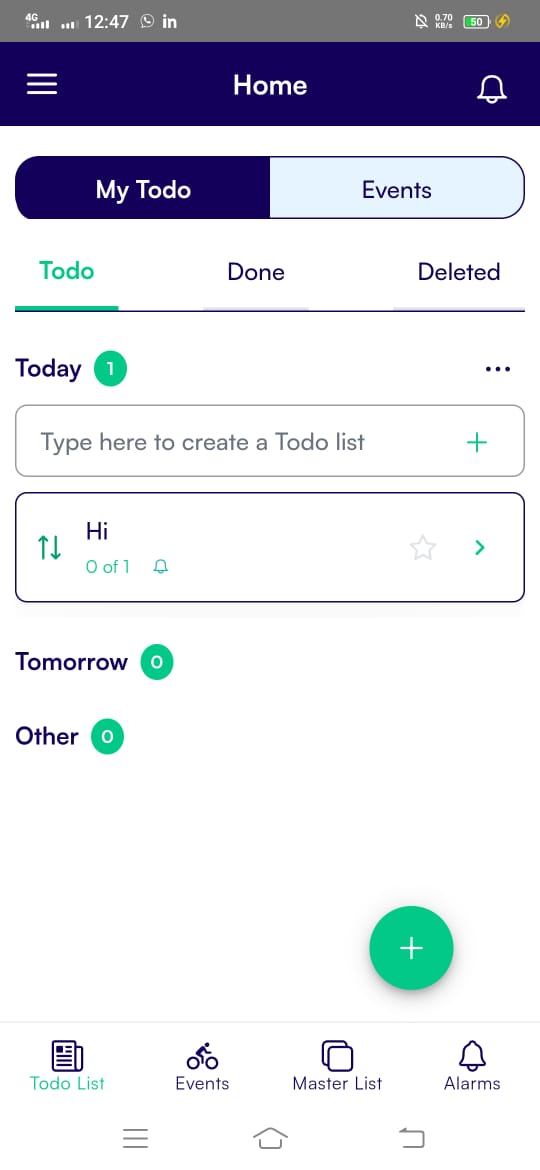 4G 12:47 in 0.70 KB/s 50
Home
My Todo Events
Todo Done Deleted
Today 1
Type here to create a Todo list
Hi
0 of 1
Tomorrow 0
Other 0
Todo List Events Master List Alarms